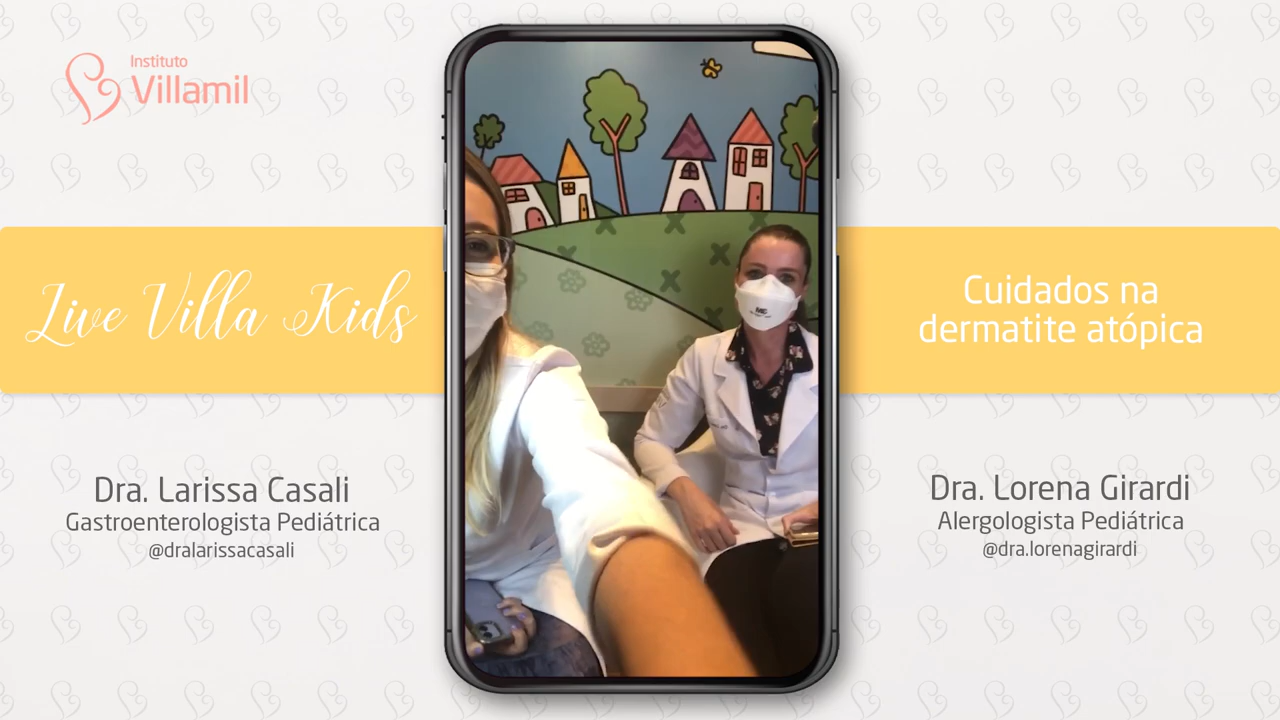 Instituto
Villamil
Live Villa Kids
Cuidados na
dermatite atópica
Dra. Larissa Casali
Gastroenterologista Pediátrica
@dralarissacasali
Dra. Lorena Girardi
Alergologista Pediátrica
@dra.lorenagirardi